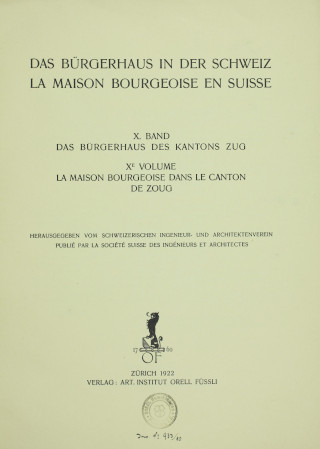 DAS BÜRGERHAUS IN DER SCHWEIZ
LA MAISON BOURGEOISE EN SUISSE
X. BAND
DAS BÜRGERHAUS DES KANTONS ZUG
XE VOLUME
LA MAISON BOURGEOISE DANS LE CANTON
DE ZOUG
HERAUSGEGEBEN VOM SCHWEIZERISCHEN INGENIEUR- UND ARCHITEKTENVEREIN
PUBLIÉ PAR LA SOCIÉTÉ SUISSE DES INGÉNIEURS ET ARCHITECTES
OF
ZÜRICH 1922
VERLAG: ART. INSTITUT ORELL FÜSSLI